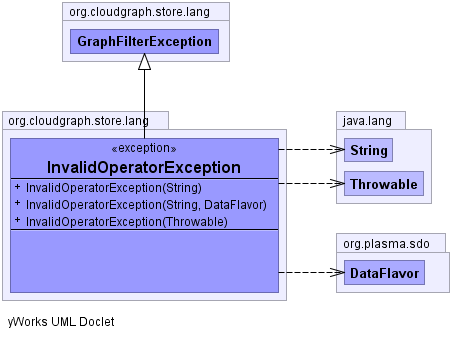 org.cloudgraph.store.lang
GraphFilterException
org.cloudgraph.store.lang
«exception»
InvalidOperatorException
+ InvalidOperatorException(String)
+ InvalidOperatorException(String, DataFlavor)
+ InvalidOperatorException(Throwable)
java.lang
String
Throwable
org.plasma.sdo
DataFlavor
yWorks UML Doclet